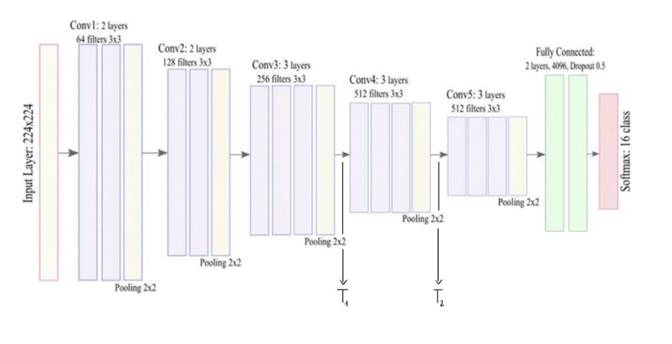 Input Layer: 224x224
Conv1: 2 layers
64 filters 3x3
Pooling 2x2
Conv2: 2 layers
128 filters 3x3
Pooling 2x2
Conv3: 3 layers
256 filters 3x3
Pooling 2x2
T1
Conv4: 3 layers
512 filters 3x3
Pooling 2x2
T2
Conv5: 3 layers
512 filters 3x3
Pooling 2x2
Fully Connected:
2 layers, 4096, Dropout 0.5
Softmax: 16 class